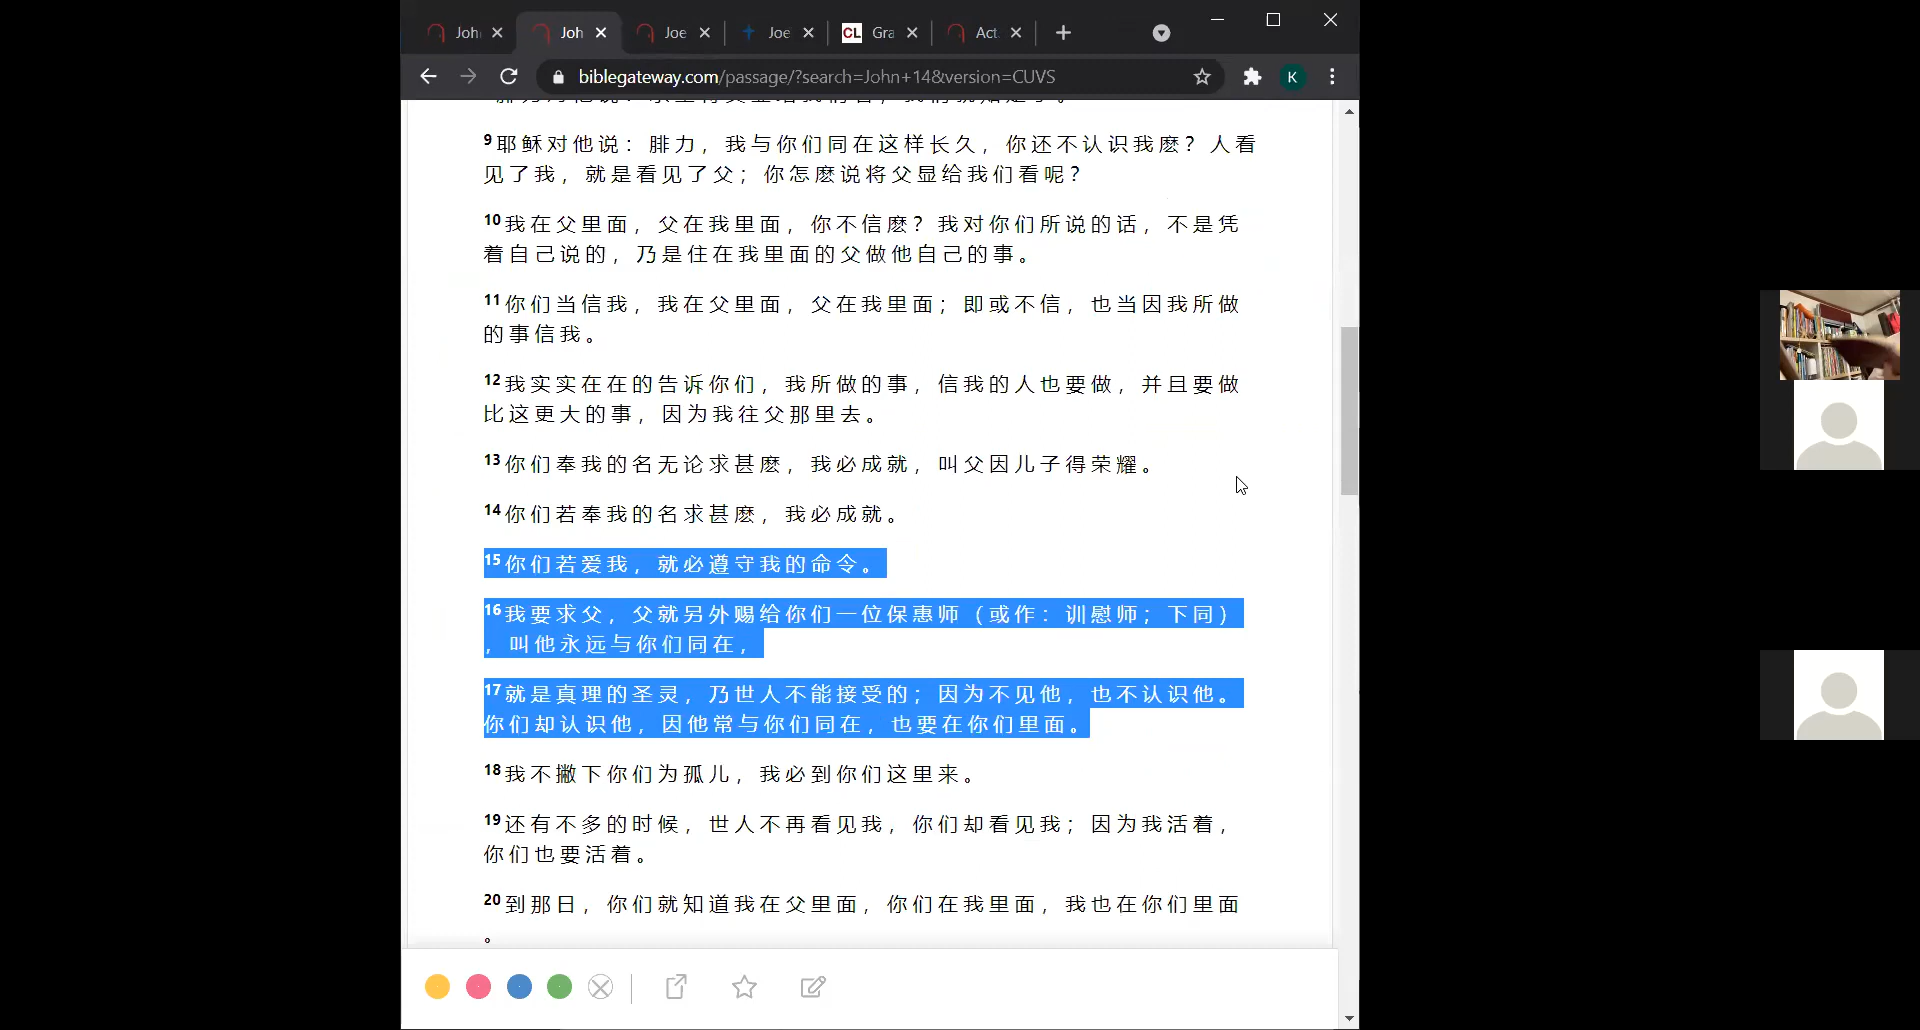 Joh
Joh
Joe
Joe
CL
Gra
Act
biblegateway.com/passage/?search=John+14&version=CUVS
K
9 耶稣对他说：腓力，我与你们同在这样长久，你还不认识我麽？人看
见了我，就是看见了父；你怎麽说将父显给我们看呢？
10 我在父里面，父在我里面，你不信麽？我对你们所说的话，不是凭
着自己说的，乃是住在我里面的父做他自己的事。
11 你们当信我，我在父里面，父在我里面；即或不信，也当因我所做
的事信我。
12 我实实在在的告诉你们，我所做的事，信我的人也要做，并且要做
比这更大的事，因为我往父那里去。
13 你们奉我的名无论求甚麽，我必成就，叫父因儿子得荣耀。
14 你们若奉我的名求甚麽，我必成就。
15 你们若爱我，就必遵守我的命令。
16 我要求父，父就另外赐给你们一位保惠师（或作：训慰师；下同）
，叫他永远与你们同在，
17 就是真理的圣灵，乃世人不能接受的；因为不见他，也不认识他。
你们却认识他，因他常与你们同在，也要在你们里面。
18 我不撇下你们为孤儿，我必到你们这里来。
19 还有不多的时候，世人不再看见我，你们却看见我；因为我活着，
你们也要活着。
20 到那日，你们就知道我在父里面，你们在我里面，我也在你们里面
。